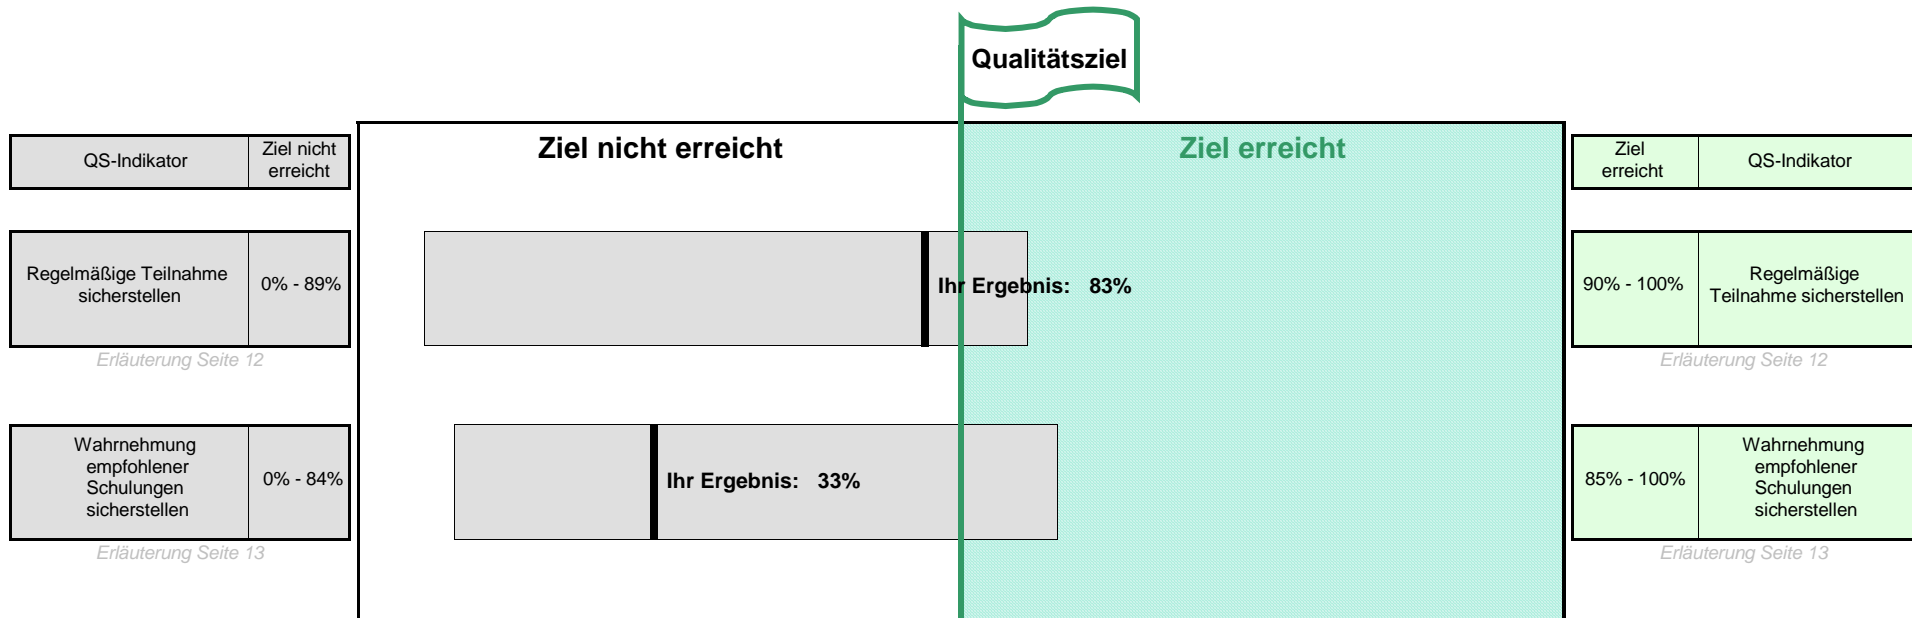 Qualitätsziel
Ziel nicht erreicht
Ziel erreicht
QS-Indikator
Ziel nicht
erreicht
Ziel
erreicht
QS-Indikator
Regelmäßige Teilnahme
sicherstellen
0% - 89%
Ihr Ergebnis: 83%
90% - 100%
Regelmäßige
Teilnahme sicherstellen
Erläuterung Seite 12
Erläuterung Seite 12
Wahrnehmung
empfohlener
Schulungen
sicherstellen
0% - 84%
Ihr Ergebnis: 33%
85% - 100%
Wahrnehmung
empfohlener
Schulungen
sicherstellen
Erläuterung Seite 13
Erläuterung Seite 13